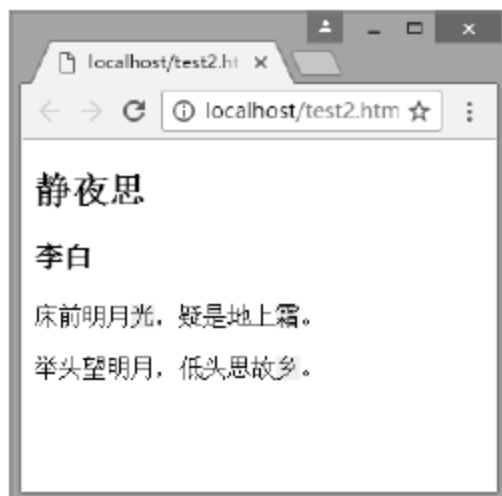 localhost/test2.ht
localhost/test2.htm
静夜思
李白
床前明月光，疑是地上霜。
举头望明月，低头思故乡。